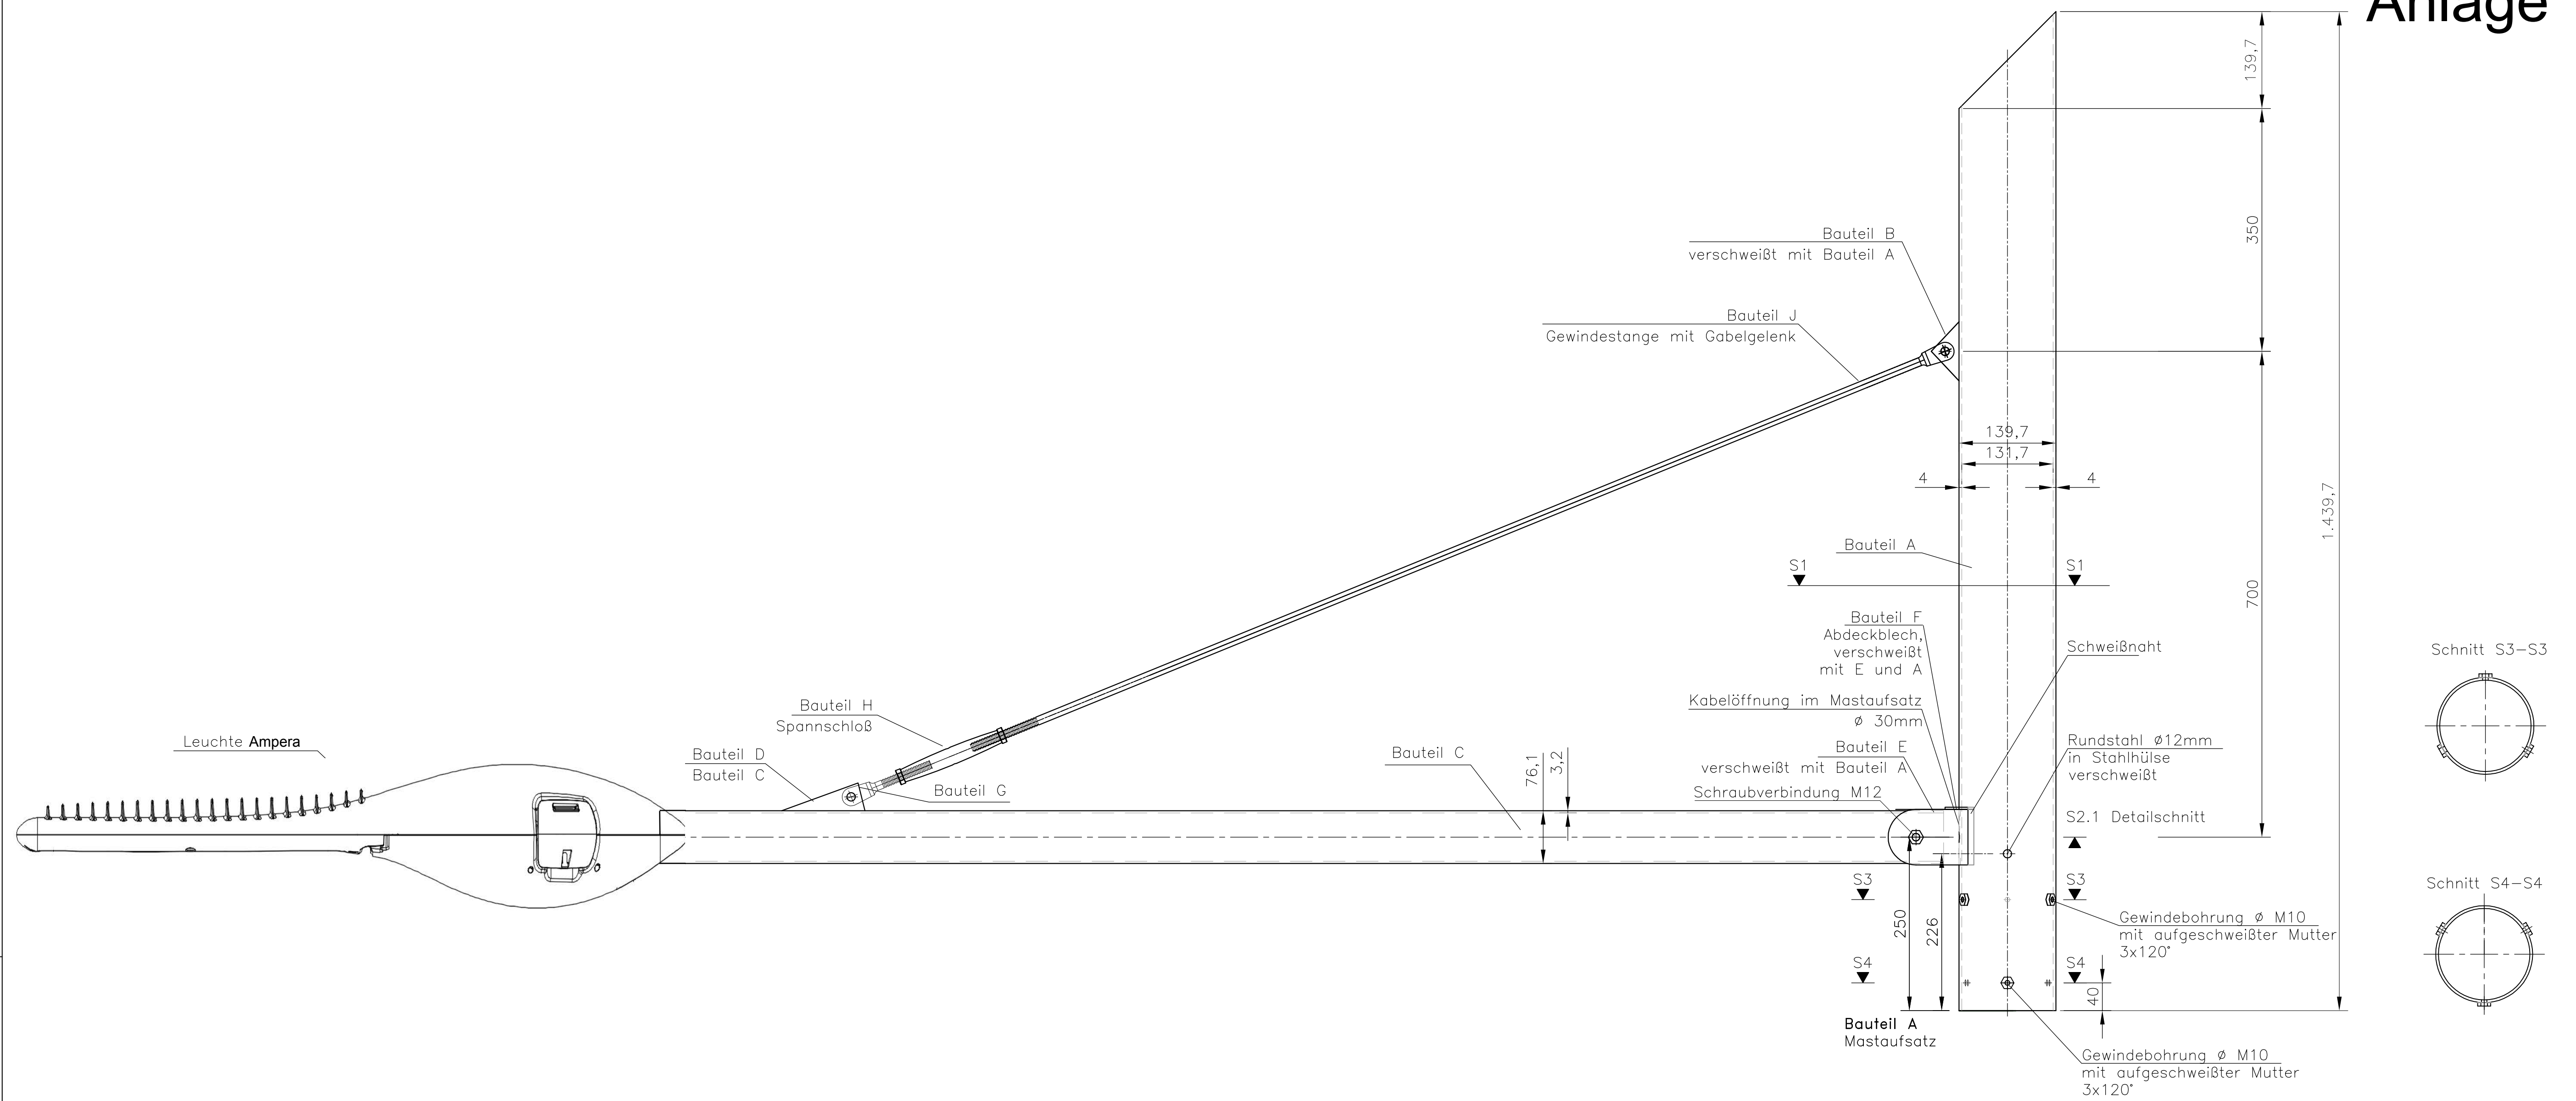 Anlage
139,7
350
Bauteil B
verschweißt mit Bauteil A
Bauteil J
Gewindestange mit Gabelgelenk
139,7
131,7
4
4
1.439,7
Bauteil A
S1
S1
700
Bauteil F
Abdeckblech,
verschweißt
mit E und A
Schweißnaht
Schnitt S3-S3
Kabelöffnung im Mastaufsatz
ø 30mm
Bauteil H
Spannschloß
Leuchte Ampera
Bauteil D
Bauteil C
Bauteil G
Bauteil C
76,1
3,2
Bauteil E
verschweißt mit Bauteil A
Schraubverbindung M12
Rundstahl ø12mm
in Stahlhülse
verschweißt
S2.1 Detailschnitt
S3
S3
250
226
Schnitt S4-S4
Gewindebohrung ø M10
mit aufgeschweißter Mutter
3x120°
S4
S4
40
Bauteil A
Mastaufsatz
Gewindebohrung ø M10
mit aufgeschweißter Mutter
3x120°